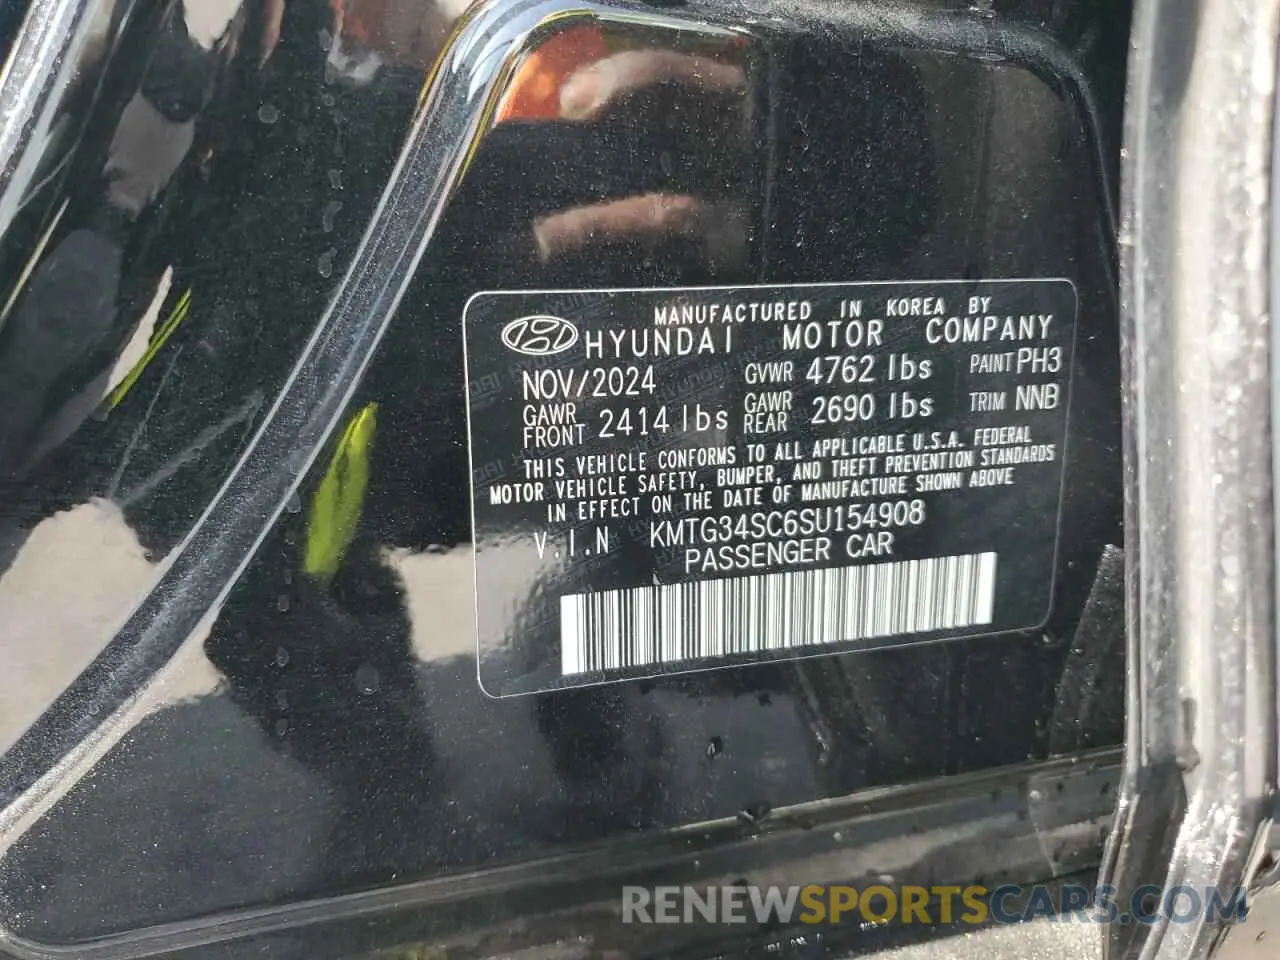 MANUFACTURED IN KOREA BY
HYUNDAI MOTOR COMPANY
NOV/2024 GVWR 4762 lbs PAINT PH3
GAWR FRONT 2414 lbs GAWR REAR 2690 lbs TRIM NNB
THIS VEHICLE CONFORMS TO ALL APPLICABLE U.S.A. FEDERAL
MOTOR VEHICLE SAFETY, BUMPER, AND THEFT PREVENTION STANDARDS
IN EFFECT ON THE DATE OF MANUFACTURE SHOWN ABOVE
V.I.N KMTG34SC6SU154908
PASSENGER CAR
RENEWSPORTSCARS.COM